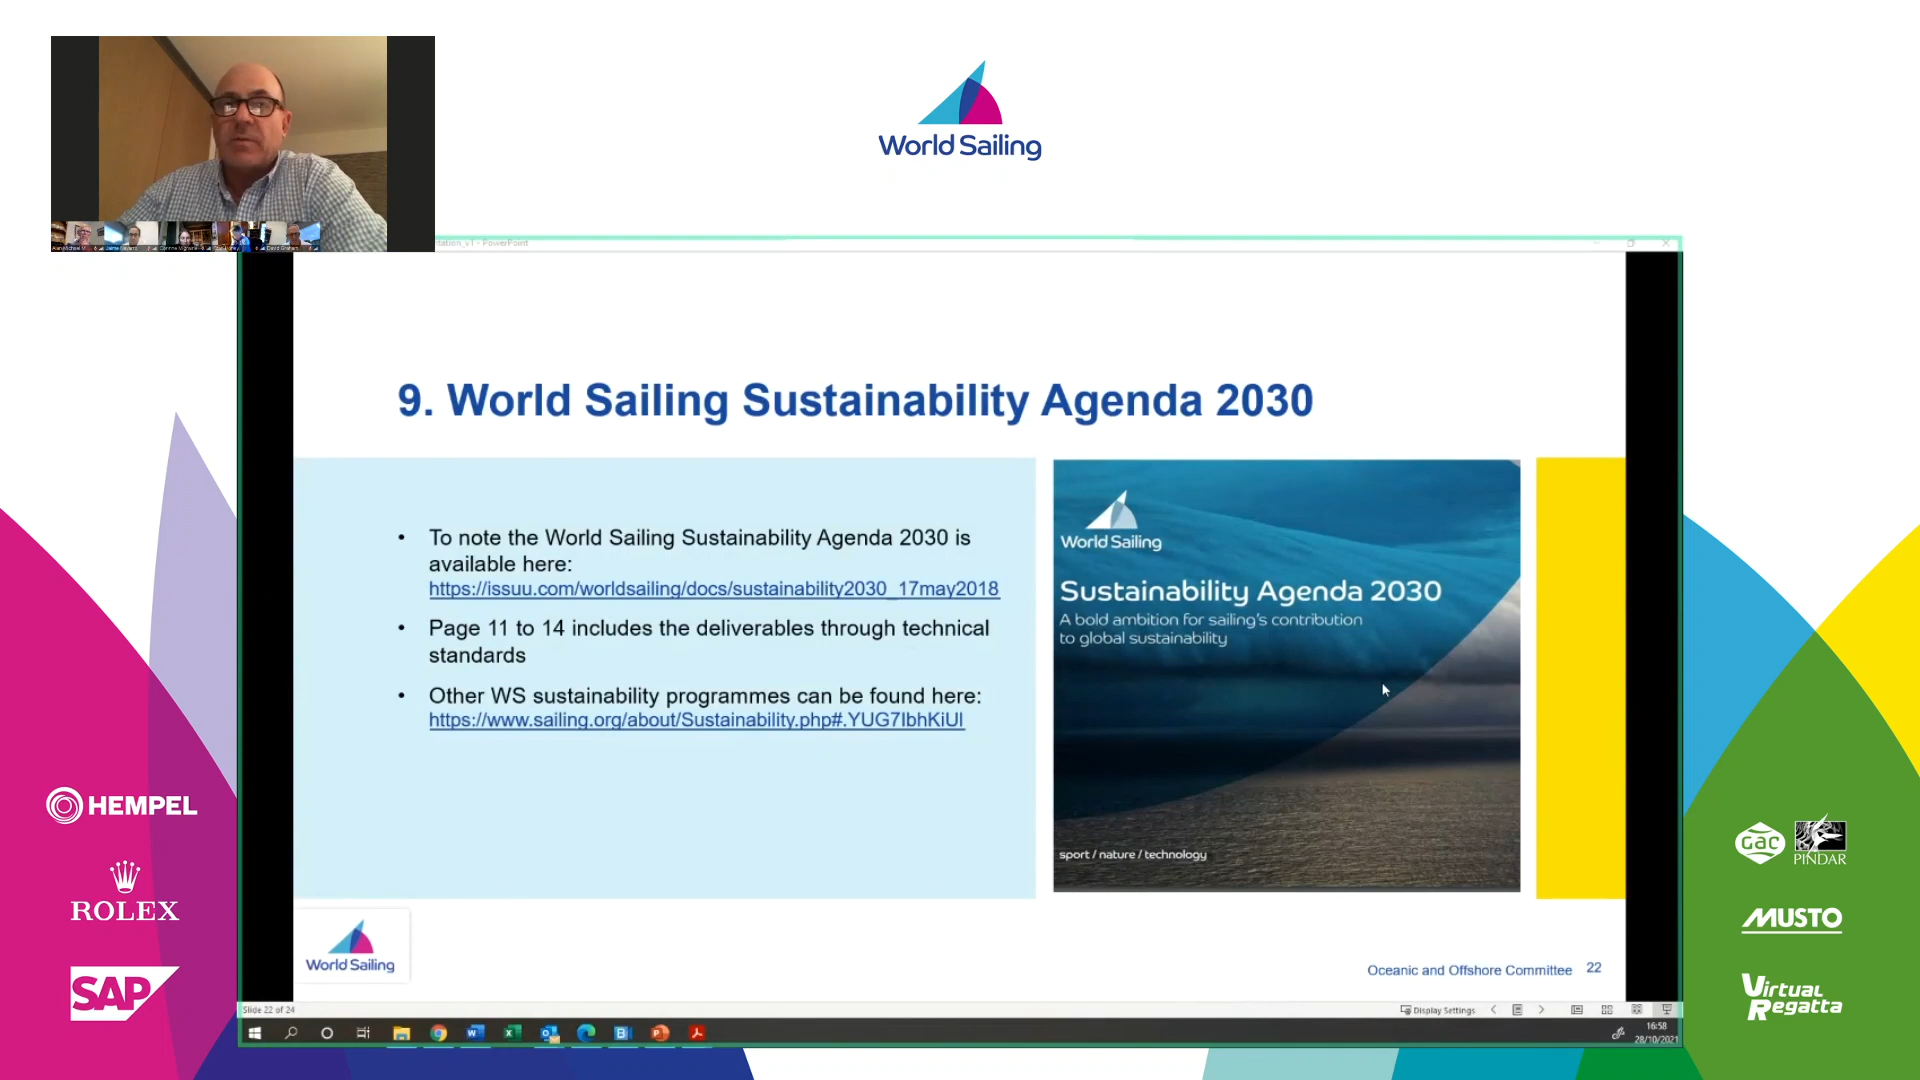 World Sailing
tation_v1 - PowerPoint
9. World Sailing Sustainability Agenda 2030
• To note the World Sailing Sustainability Agenda 2030 is
available here:
https://issuu.com/worldsailing/docs/sustainability2030_17may2018
• Page 11 to 14 includes the deliverables through technical
standards
• Other WS sustainability programmes can be found here:
https://www.sailing.org/about/Sustainability.php#.YUG7IbhKiUl
World Sailing
Sustainability Agenda 2030
A bold ambition for sailing's contribution
to global sustainability
sport / nature / technology
World Sailing
Oceanic and Offshore Committee 22
Slide 22 of 24
Display Settings
16:58
28/10/2021
HEMPEL
ROLEX
SAP
GAC
PINDAR
MUSTO
Virtual
Regatta